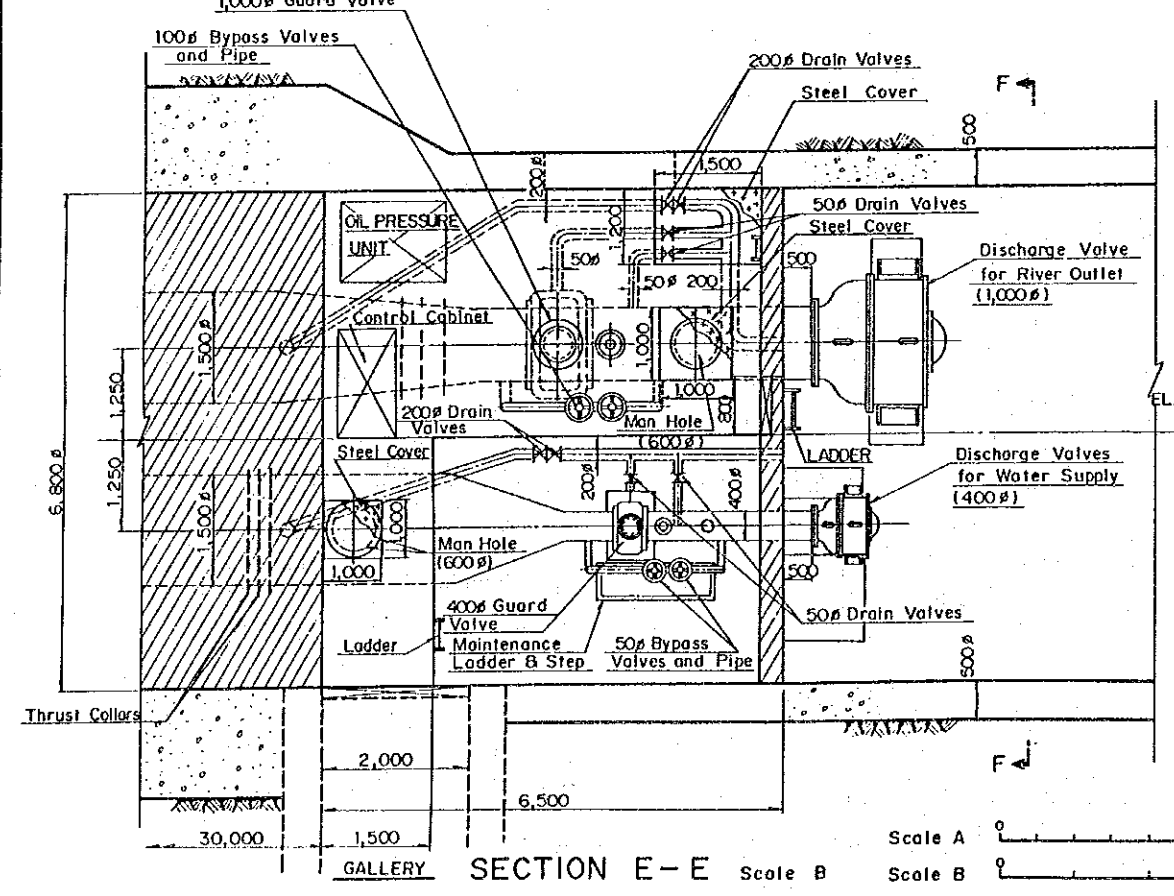 1,000ø Guard Valve
100ø Bypass Valves
and Pipe
200ø Drain Valves
Steel Cover
F
500
1,500
200ø
OIL PRESSURE
UNIT
1,200
50ø Drain Valves
Steel Cover
50ø
50ø 200
500
Discharge Valve
for River Outlet
(1,000ø)
Control Cabinet
1,500ø
1,000
1,000
800
1,250
EL.
200ø Drain
Valves
Man Hole
(600ø)
LADDER
Steel Cover
6,800ø
1,250
200ø
400ø
Discharge Valves
for Water Supply
(400ø)
1,500ø
1,000
Man Hole
(600ø)
1,000
500
400ø Guard
Valve
50ø Drain Valves
Ladder
Maintenance
Ladder & Step
50ø Bypass
Valves and Pipe
500ø
Thrust Collars
2,000
F
6,500
30,000
1,500
Scale A
0
GALLERY
SECTION E-E Scale B
Scale B
0